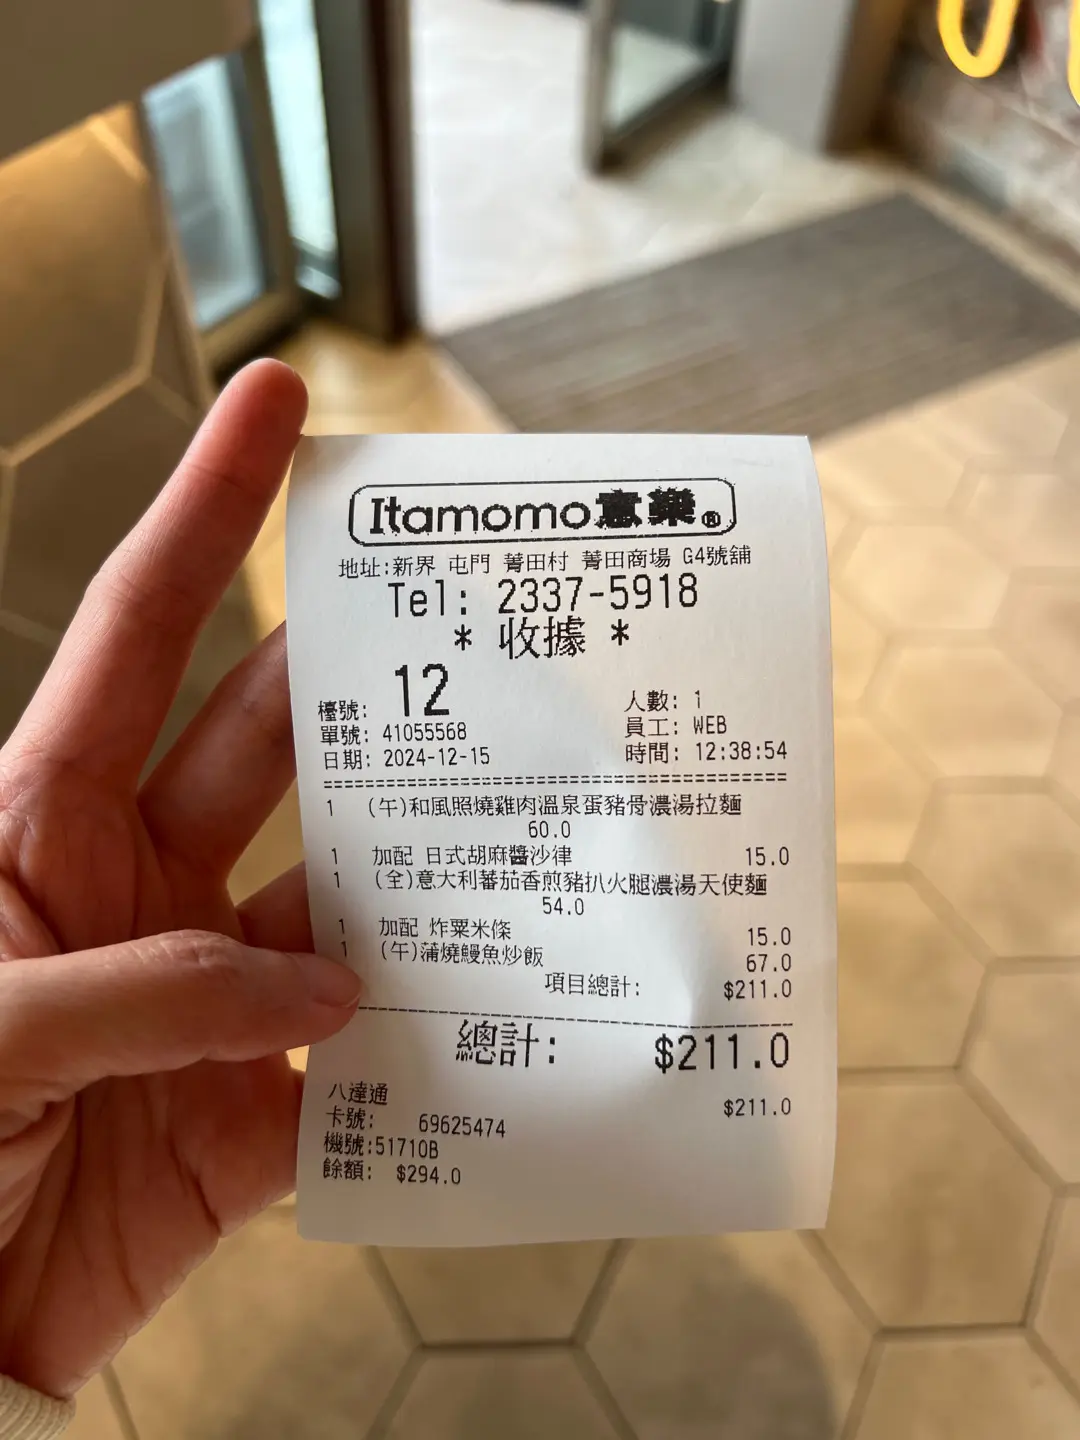 Itamomo意樂®
地址:新界 屯門 菁田村 菁田商場 G4號舖
Tel: 2337-5918
* 收據 *
檯號: 12 人數: 1
單號: 41055568 員工: WEB
日期: 2024-12-15 時間: 12:38:54
1 (午)和風照燒雞肉溫泉蛋豬骨濃湯拉麵
60.0
1 加配 日式胡麻醬沙律 15.0
1 (全)意大利蕃茄香煎豬扒火腿濃湯天使麵
54.0
1 加配 炸粟米條 15.0
1 (午)蒲燒鰻魚炒飯 67.0
項目總計: $211.0
總計: $211.0
八達通 $211.0
卡號: 69625474
機號:51710B
餘額: $294.0